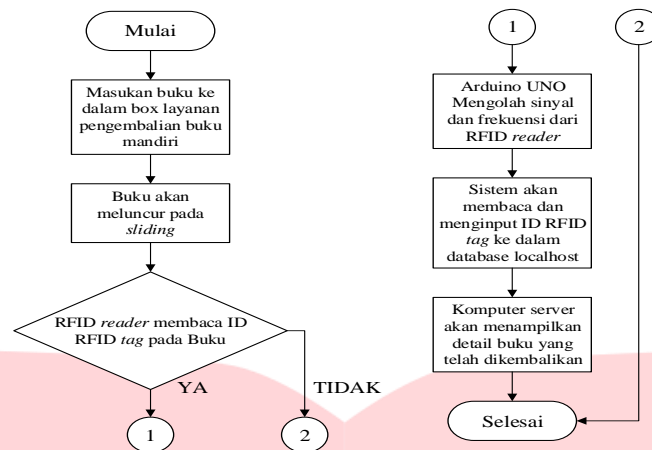 Mulai
Masukan buku ke
dalam box layanan
pengembalian buku
mandiri
Buku akan
meluncur pada
sliding
RFID reader membaca ID
RFID tag pada Buku
YA
TIDAK
1
2
1
2
Arduino UNO
Mengolah sinyal
dan frekuensi dari
RFID reader
Sistem akan
membaca dan
menginput ID RFID
tag ke dalam
database localhost
Komputer server
akan menampilkan
detail buku yang
telah dikembalikan
Selesai